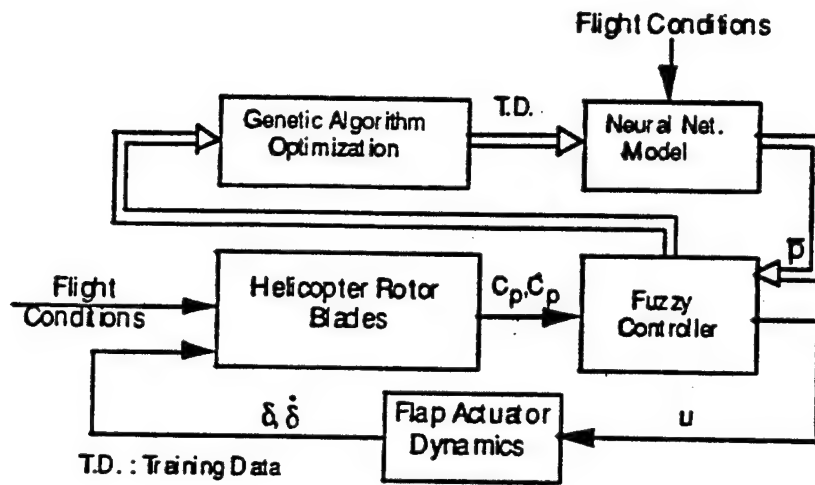 Flight Conditions
Genetic Algorithm
Optimization
T.D.
Neural Net.
Model
p̅
Flight
Conditions
Helicopter Rotor
Blades
Cp, Ċp
Fuzzy
Controller
δ, δ̇
Flap Actuator
Dynamics
u
T.D. : Training Data